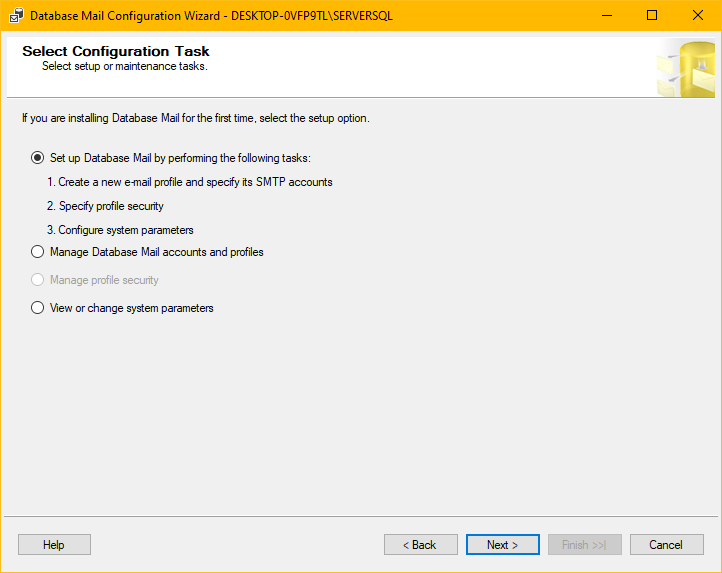 Database Mail Configuration Wizard - DESKTOP-0VFP9TL\SERVERSQL
Select Configuration Task
Select setup or maintenance tasks.
If you are installing Database Mail for the first time, select the setup option.
Set up Database Mail by performing the following tasks:
1. Create a new e-mail profile and specify its SMTP accounts
2. Specify profile security
3. Configure system parameters
Manage Database Mail accounts and profiles
Manage profile security
View or change system parameters
Help
< Back
Next >
Finish >>|
Cancel